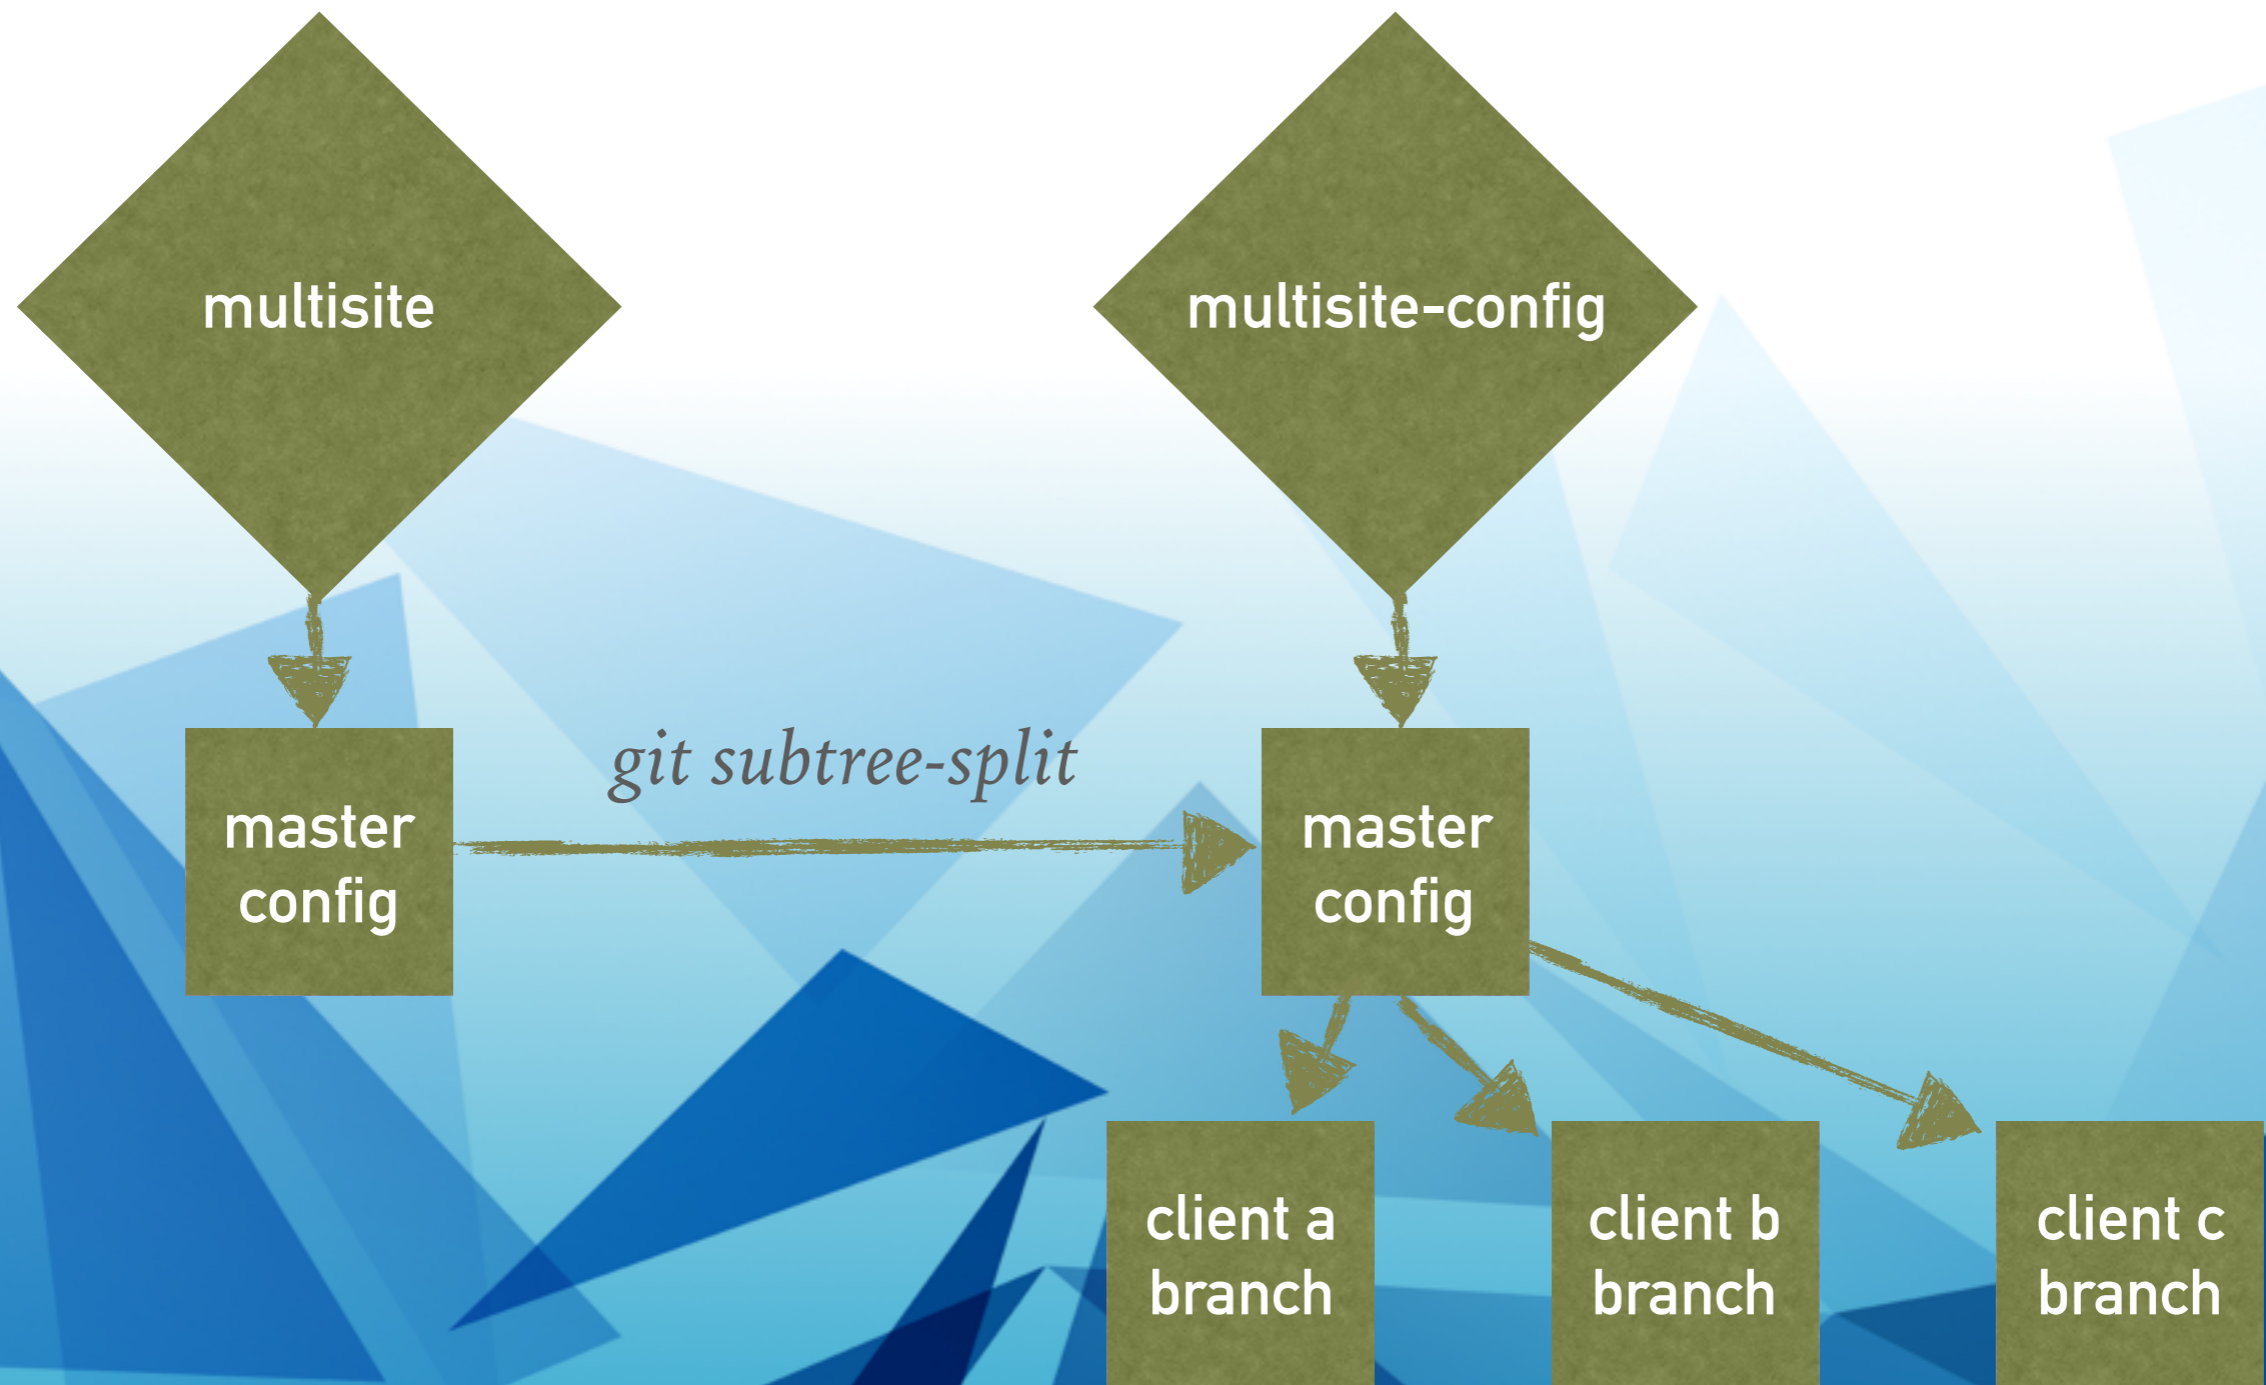 multisite
multisite-config
git subtree-split
master
config
master
config
client a
branch
client b
branch
client c
branch